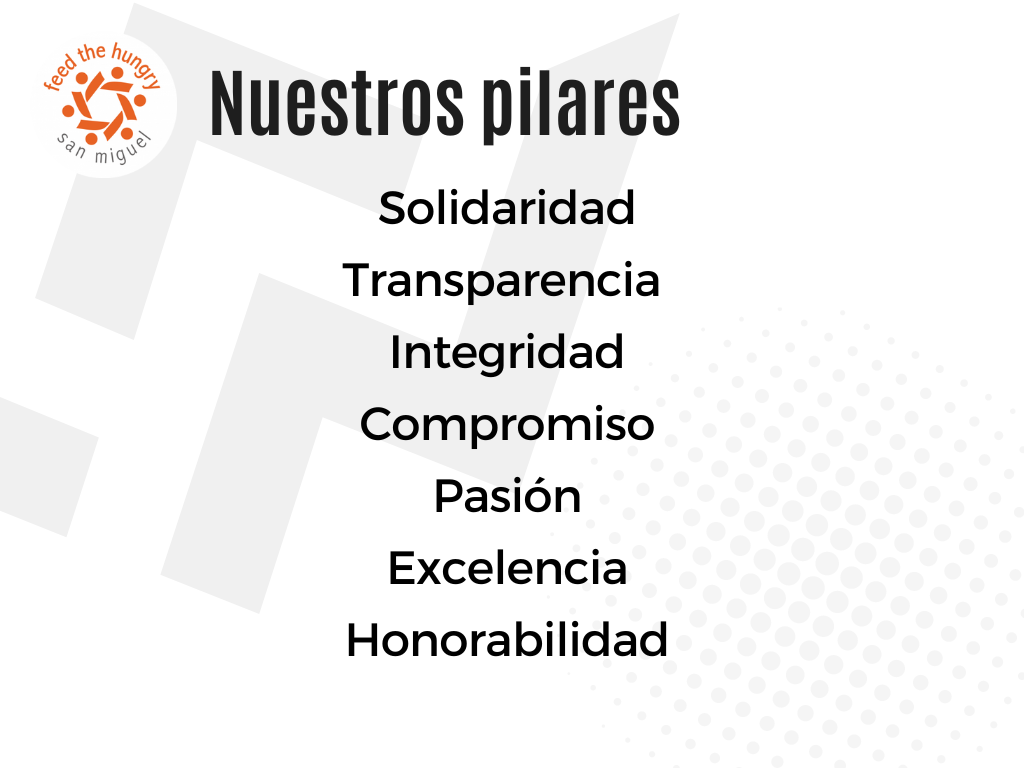 feed the hungry
san miguel
Nuestros pilares
Solidaridad
Transparencia
Integridad
Compromiso
Pasión
Excelencia
Honorabilidad